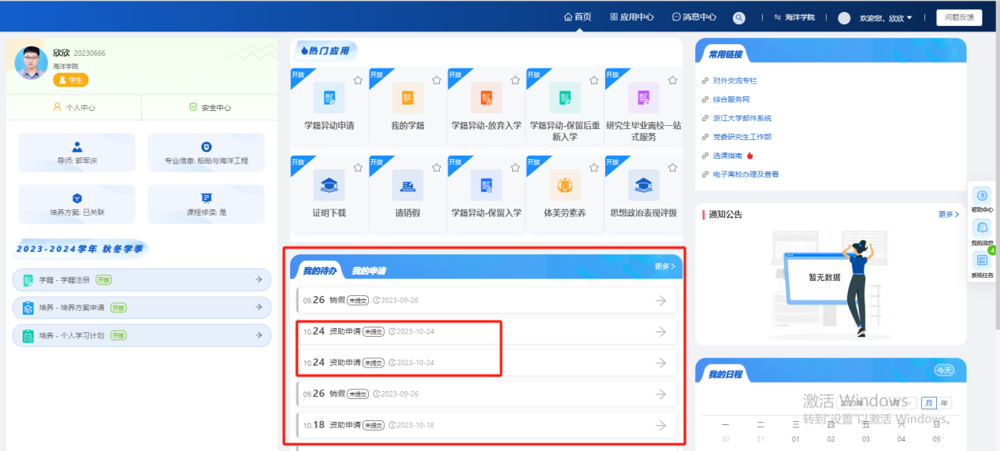 首页 应用中心 消息中心 海洋学院 欢迎您, 欣欣 问题反馈
欣欣 20230666
海洋学院
学生
个人中心 安全中心
导师: 郭军庆 专业信息: 船舶与海洋工程
培养方案: 已关联 课程修读: 是
2023-2024学年 秋冬学季
学籍 - 学籍注册 开放
培养 - 培养方案申请 开放
培养 - 个人学习计划 开放
热门应用
开放 开放 开放 开放 开放
学籍异动申请 我的学籍 学籍异动-放弃入学 学籍异动-保留后重新入学 研究生毕业离校一站式服务
开放 开放 开放 开放 开放
证明下载 请销假 学籍异动-保留入学 体美劳素养 思想政治表现评级
我的待办 我的申请 更多
09.26 销假 未提交 2023-09-26
10.24 资助申请 未提交 2023-10-24
10.24 资助申请 未提交 2023-10-24
09.26 销假 未提交 2023-09-26
10.18 资助申请 未提交 2023-10-18
常用链接
对外交流专栏
综合服务网
浙江大学邮件系统
党委研究生工作部
选课指南
电子离校办理及查看
通知公告 更多
暂无数据
我的日程 今天
2023年 月 年
一 二 三 四 五 六 日
30 31 01 02 03 04 05
激活 Windows
转到"设置"以激活 Windows。
帮助中心
我的消息
4
系统任务